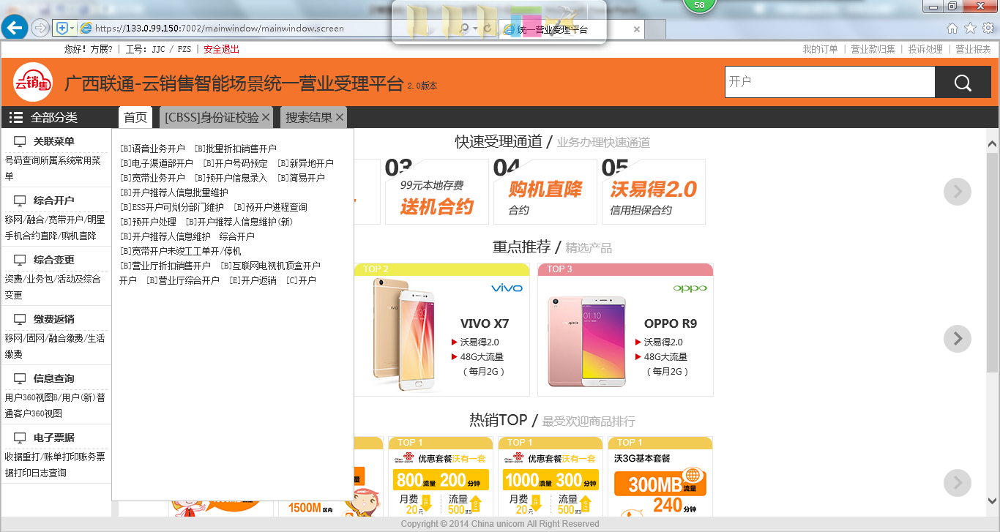 58
https://133.0.99.150:7002/mainwindow/mainwindow.screen
统一营业受理平台
您好！方展? | 工号: JJC / FZS | 安全退出
我的订单 | 营业款归集 | 投诉处理 | 营业报表
云销售
广西联通-云销售智能场景统一营业受理平台 2.0版本
开户
全部分类
首页
[CBSS]身份证校验
搜索结果
关联菜单
号码查询所属系统常用菜
单
综合开户
移网/融合/宽带开户/明星
手机合约直降/购机直降
综合变更
资费/业务包/活动及综合
变更
缴费返销
移网/固网/融合缴费/生活
缴费
信息查询
用户360视图B/用户(新)普
通客户360视图
电子票据
收据重打/账单打印账务票
据打印日志查询
[B]语音业务开户 [B]批量折扣销售开户
[B]电子渠道部开户 [B]开户号码预定 [B]新异地开户
[B]宽带业务开户 [B]预开户信息录入 [B]简易开户
[B]开户推荐人信息批量维护
[B]ESS开户可划分部门维护 [B]预开户进程查询
[B]预开户处理 [B]开户推荐人信息维护(新)
[B]开户推荐人信息维护 综合开户
[B]宽带开户未竣工工单开/停机
[B]营业厅折扣销售开户 [B]互联网电视机顶盒开户
开户 [B]营业厅综合开户 [E]开户返销 [C]开户
快速受理通道 / 业务办理快速通道
03
99元本地存费
送机合约
04
购机直降
合约
05
沃易得2.0
信用担保合约
重点推荐 / 精选产品
TOP 2
vivo
VIVO X7
沃易得2.0
48G大流量
（每月2G）
TOP 3
oppo
OPPO R9
沃易得2.0
48G大流量
（每月2G）
热销TOP / 最受欢迎商品排行
1500M 区内
TOP 1
优惠套餐沃有一套
800流量 200分钟
月费 流量
20元 500
TOP 1
优惠套餐沃有一套
1000流量 300分钟
月费 流量
20元 500
TOP 1
沃3G基本套餐
300MB流量
240分钟
Copyright © 2014 China unicom All Right Reserved